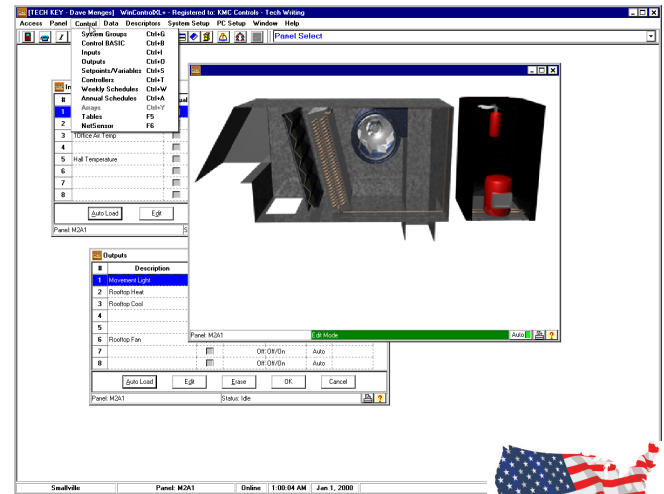 [TECH KEY - Dave Menges] WinControlXL+ - Registered to: KMC Controls - Tech Writing
Access Panel Control Data Descriptors System Setup PC Setup Window Help
Panel Select
System Groups Ctrl+G
Control BASIC Ctrl+B
Inputs Ctrl+I
Outputs Ctrl+O
Setpoints/Variables Ctrl+S
Controllers Ctrl+T
Weekly Schedules Ctrl+W
Annual Schedules Ctrl+A
Arrays Ctrl+Y
Tables F5
NetSensor F6
#
1
2
3 1Office Air Temp
4
5 Hall Temperature
6
7
8
Auto Load Edit
Panel: M2A1
Outputs
# Description
1 Movement Light
2 Rooftop Heat
3 Rooftop Cool
4
5
6 Rooftop Fan
7 Off: Off/On Auto
8 Off: Off/On Auto
Auto Load Edit Erase OK Cancel
Panel: M2A1 Status: Idle
Panel: M2A1 Edit Mode Auto
Smallville Panel: M2A1 Online 1:00:04 AM Jan 1, 2000